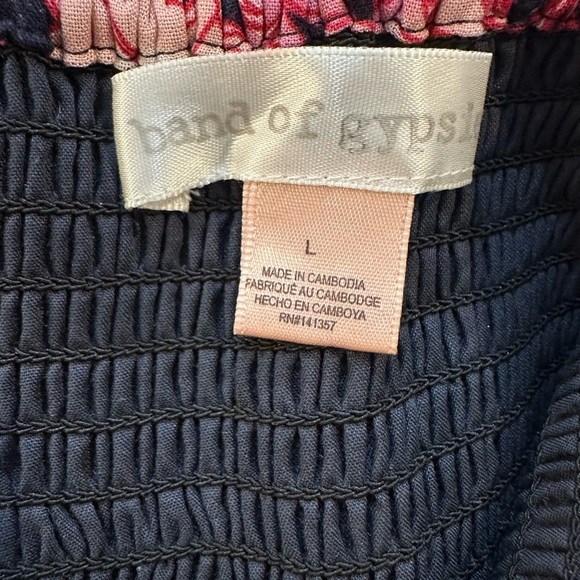 band of gypsi
L
MADE IN CAMBODIA
FABRIQUÉ AU CAMBODGE
HECHO EN CAMBOYA
RN#141357